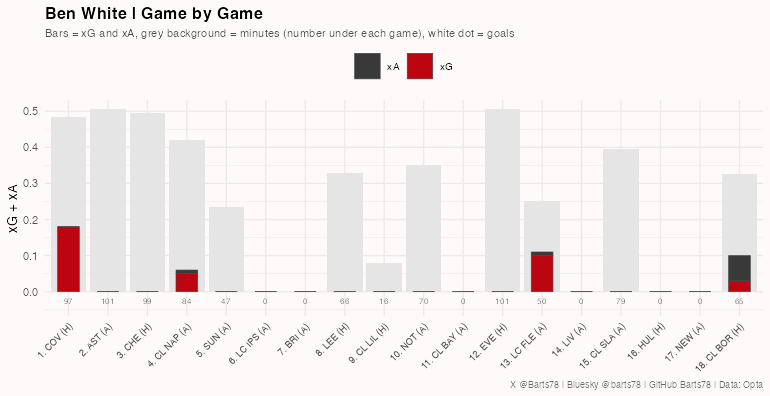 Ben White | Game by Game
Bars = xG and xA, grey background = minutes (number under each game), white dot = goals
xA xG
xG + xA
0.5
0.4
0.3
0.2
0.1
0.0
97 101 99 84 47 0 0 66 16 70 0 101 50 0 79 0 0 65
1. COV (H)
2. AST (A)
3. CHE (H)
4. CL NAP (A)
5. SUN (A)
6. LC IPS (A)
7. BRI (A)
8. LEE (H)
9. CL LIL (H)
10. NOT (A)
11. CL BAY (A)
12. EVE (H)
13. LC FLE (A)
14. LIV (A)
15. CL SLA (A)
16. HUL (H)
17. NEW (A)
18. CL BOR (H)
X @Barts78 | Bluesky @barts78 | GitHub Barts78 | Data: Opta